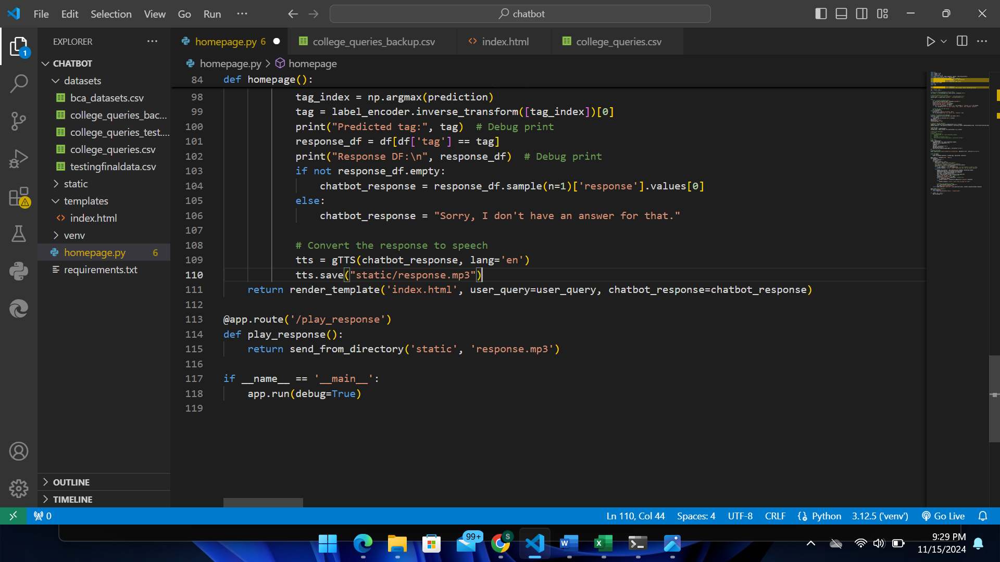 File Edit Selection View Go Run ··· chatbot
EXPLORER ···
1
CHATBOT
datasets
bca_datasets.csv
college_queries_bac...
college_queries_test....
college_queries.csv
testingfinaldata.csv
static
templates
index.html
venv
homepage.py 6
requirements.txt
OUTLINE
TIMELINE
homepage.py 6 college_queries_backup.csv index.html college_queries.csv
homepage.py > homepage
84 def homepage():
98 tag_index = np.argmax(prediction)
99 tag = label_encoder.inverse_transform([tag_index])[0]
100 print("Predicted tag:", tag)  # Debug print
101 response_df = df[df['tag'] == tag]
102 print("Response DF:\n", response_df)  # Debug print
103 if not response_df.empty:
104 chatbot_response = response_df.sample(n=1)['response'].values[0]
105 else:
106 chatbot_response = "Sorry, I don't have an answer for that."
107
108 # Convert the response to speech
109 tts = gTTS(chatbot_response, lang='en')
110 tts.save("static/response.mp3")
111 return render_template('index.html', user_query=user_query, chatbot_response=chatbot_response)
112
113 @app.route('/play_response')
114 def play_response():
115 return send_from_directory('static', 'response.mp3')
116
117 if __name__ == '__main__':
118 app.run(debug=True)
119
0 Ln 110, Col 44 Spaces: 4 UTF-8 CRLF Python 3.12.5 ('venv') Go Live
99+ S
9:29 PM
11/15/2024